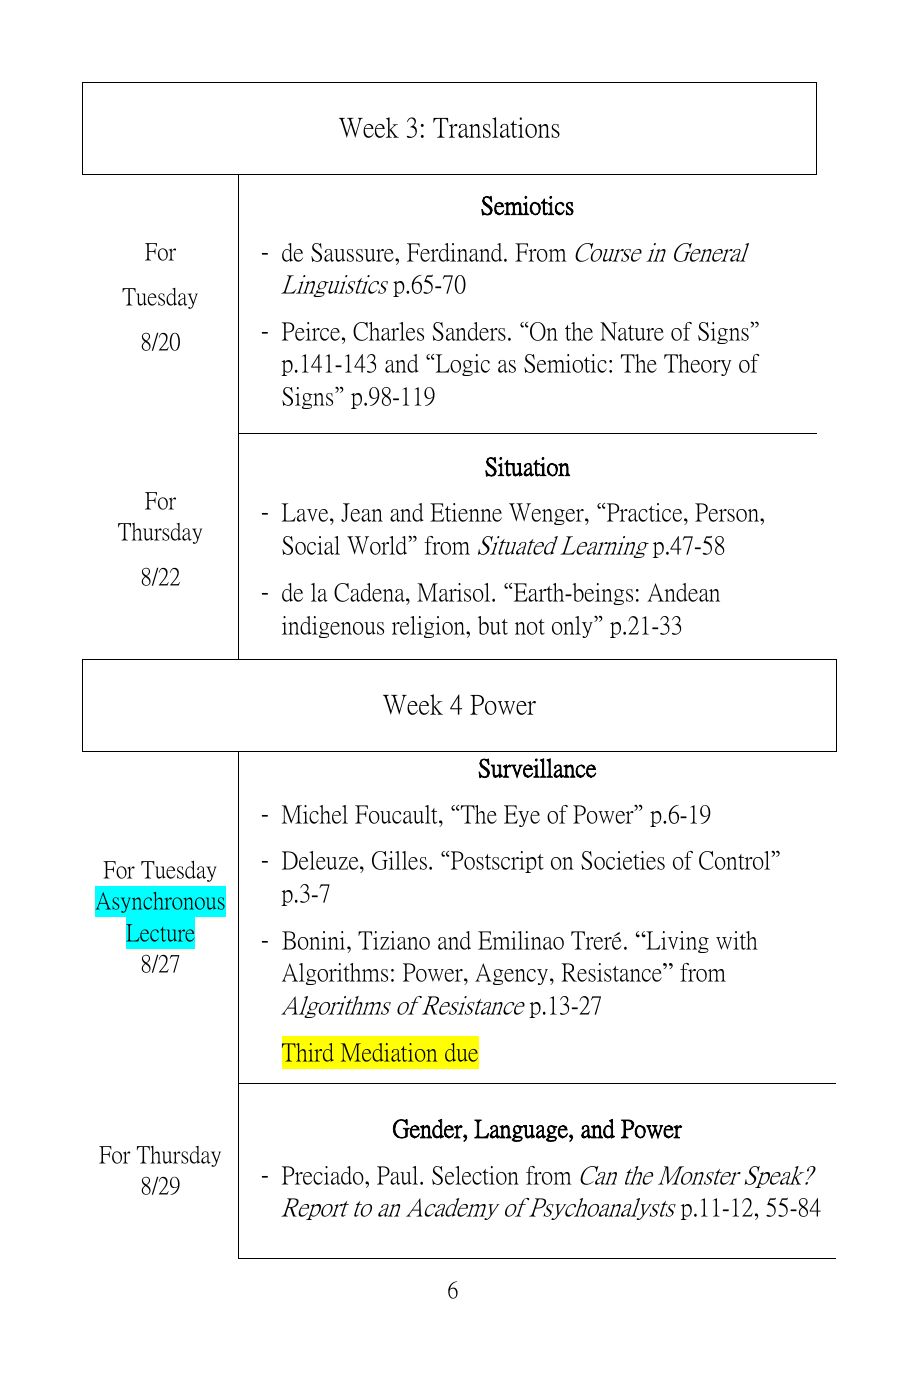 Week 3: Translations
For
Tuesday
8/20
Semiotics
- de Saussure, Ferdinand. From Course in General
Linguistics p.65-70
- Peirce, Charles Sanders. “On the Nature of Signs”
p.141-143 and “Logic as Semiotic: The Theory of
Signs” p.98-119
For
Thursday
8/22
Situation
- Lave, Jean and Etienne Wenger, “Practice, Person,
Social World” from Situated Learning p.47-58
- de la Cadena, Marisol. “Earth-beings: Andean
indigenous religion, but not only” p.21-33
Week 4 Power
For Tuesday
Asynchronous
Lecture
8/27
Surveillance
- Michel Foucault, “The Eye of Power” p.6-19
- Deleuze, Gilles. “Postscript on Societies of Control”
p.3-7
- Bonini, Tiziano and Emilinao Treré. “Living with
Algorithms: Power, Agency, Resistance” from
Algorithms of Resistance p.13-27
Third Mediation due
For Thursday
8/29
Gender, Language, and Power
- Preciado, Paul. Selection from Can the Monster Speak?
Report to an Academy of Psychoanalysts p.11-12, 55-84
6